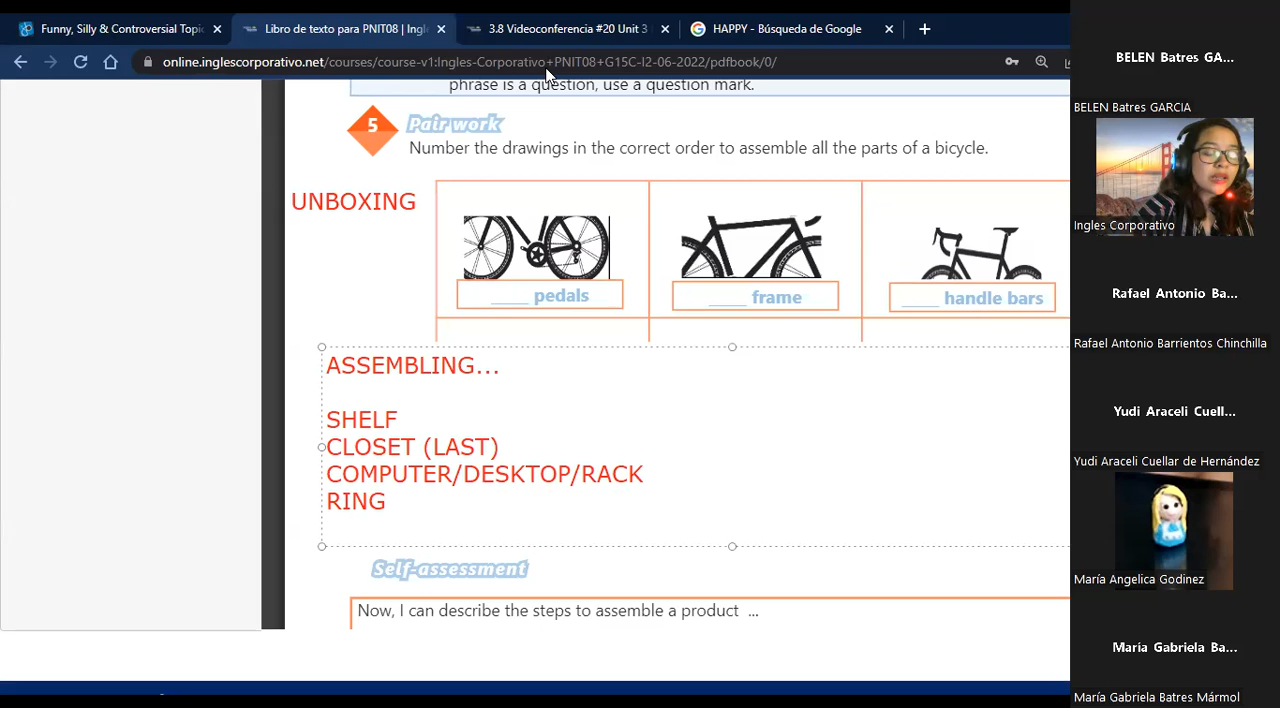 Funny, Silly & Controversial Topic
Libro de texto para PNIT08 | Ingl
3.8 Videoconferencia #20 Unit 3
HAPPY - Búsqueda de Google
online.inglescorporativo.net/courses/course-v1:Ingles-Corporativo+PNIT08+G15C-I2-06-2022/pdfbook/0/
phrase is a question, use a question mark.
5 Pair work
Number the drawings in the correct order to assemble all the parts of a bicycle.
UNBOXING
____ pedals
____ frame
____ handle bars
ASSEMBLING...
SHELF
CLOSET (LAST)
COMPUTER/DESKTOP/RACK
RING
Self-assessment
Now, I can describe the steps to assemble a product ...
BELEN Batres GA...
BELEN Batres GARCIA
Ingles Corporativo
Rafael Antonio Ba...
Rafael Antonio Barrientos Chinchilla
Yudi Araceli Cuell...
Yudi Araceli Cuellar de Hernández
María Angelica Godinez
María Gabriela Ba...
María Gabriela Batres Mármol